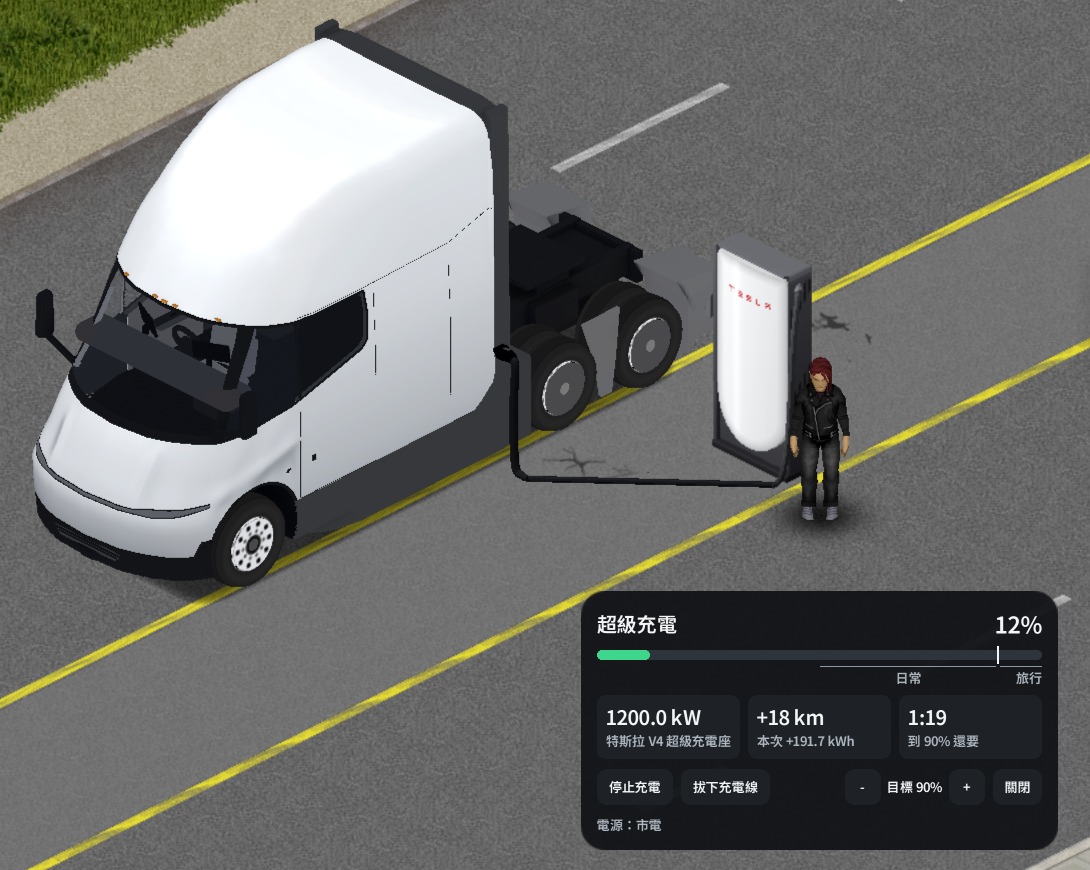 TESLA
超級充電
12%
日常
旅行
1200.0 kW
特斯拉 V4 超級充電座
+18 km
本次 +191.7 kWh
1:19
到 90% 還要
停止充電
拔下充電線
-
目標 90%
+
關閉
電源：市電